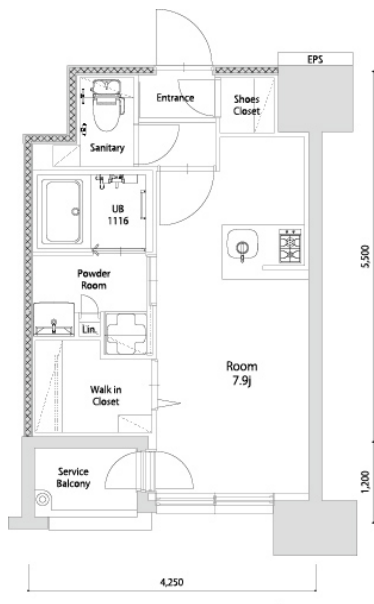 EPS
Entrance
Shoes
Closet
Sanitary
UB
1116
5,500
Powder
Room
Lin.
Room
7.9j
Walk in
Closet
Service
Balcony
1,200
4,250